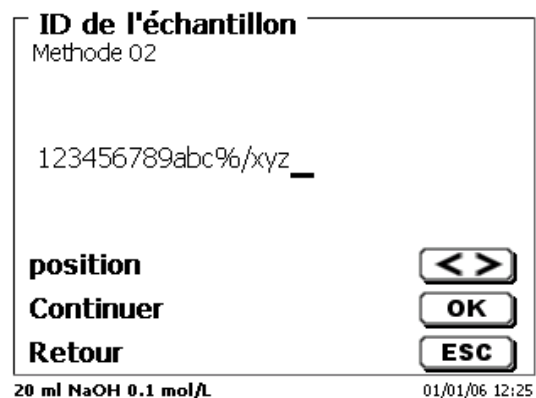 ID de l'échantillon
Methode 02
123456789abc%/xyz_
position < >
Continuer OK
Retour ESC
20 ml NaOH 0.1 mol/L 01/01/06 12:25